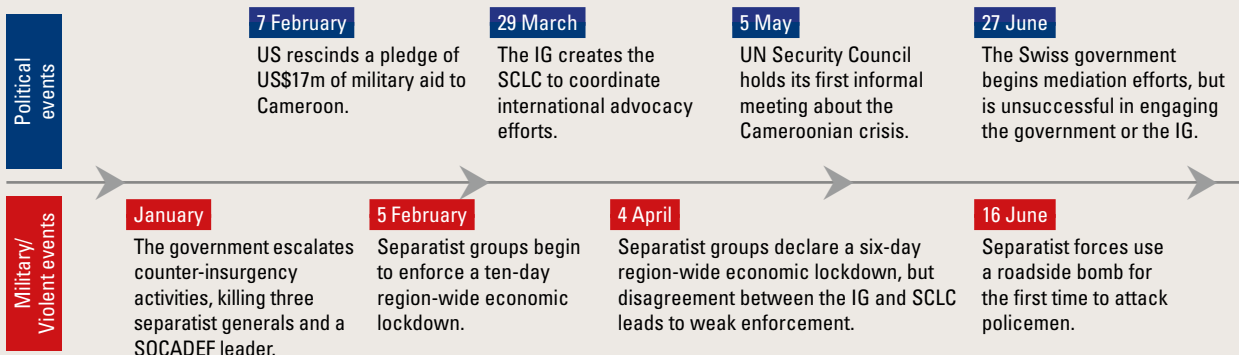 Political
events
7 February
US rescinds a pledge of
US$17m of military aid to
Cameroon.
29 March
The IG creates the
SCLC to coordinate
international advocacy
efforts.
5 May
UN Security Council
holds its first informal
meeting about the
Cameroonian crisis.
27 June
The Swiss government
begins mediation efforts, but
is unsuccessful in engaging
the government or the IG.
Military/
Violent events
January
The government escalates
counter-insurgency
activities, killing three
separatist generals and a
SOCADEF leader.
5 February
Separatist groups begin
to enforce a ten-day
region-wide economic
lockdown.
4 April
Separatist groups declare a six-day
region-wide economic lockdown, but
disagreement between the IG and SCLC
leads to weak enforcement.
16 June
Separatist forces use
a roadside bomb for
the first time to attack
policemen.